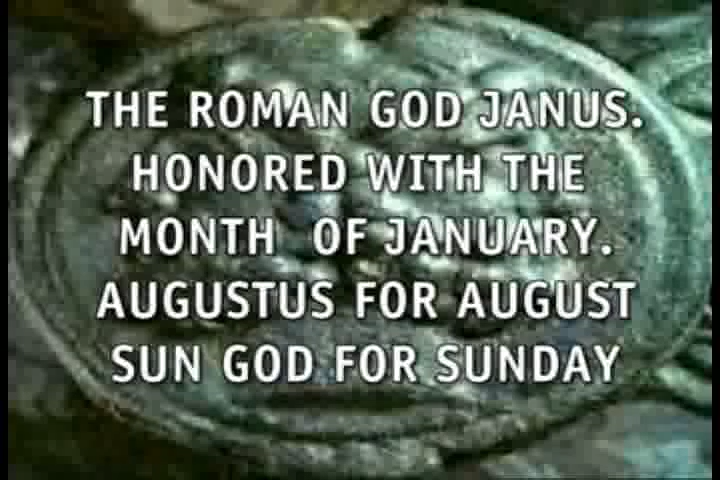 THE ROMAN GOD JANUS.
HONORED WITH THE
MONTH OF JANUARY.
AUGUSTUS FOR AUGUST
SUN GOD FOR SUNDAY